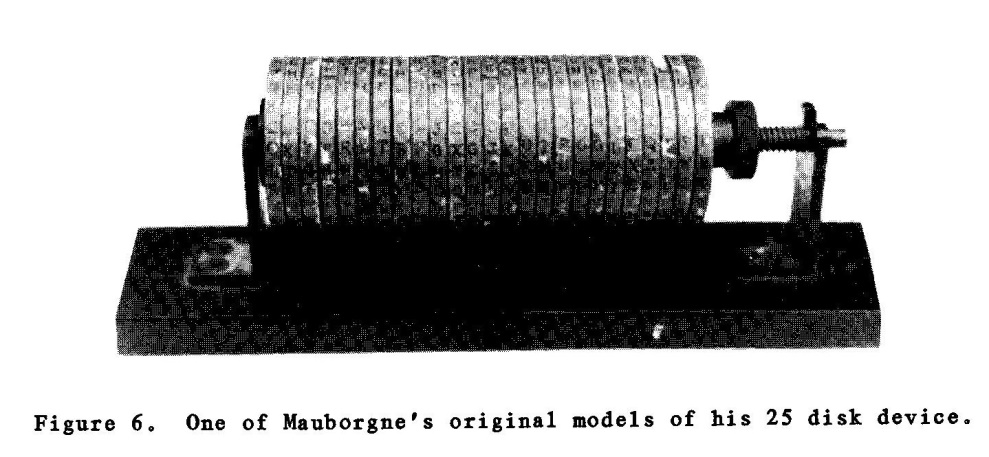 Figure 6. One of Mauborgne's original models of his 25 disk device.